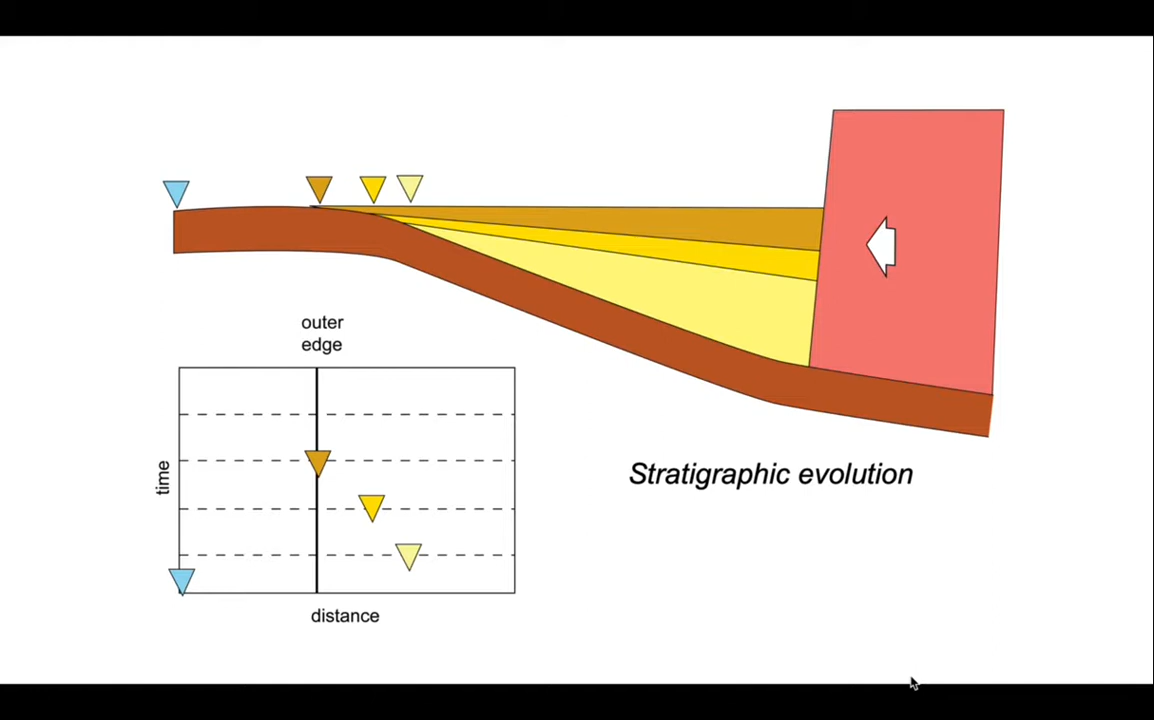 outer
edge
time
Stratigraphic evolution
distance